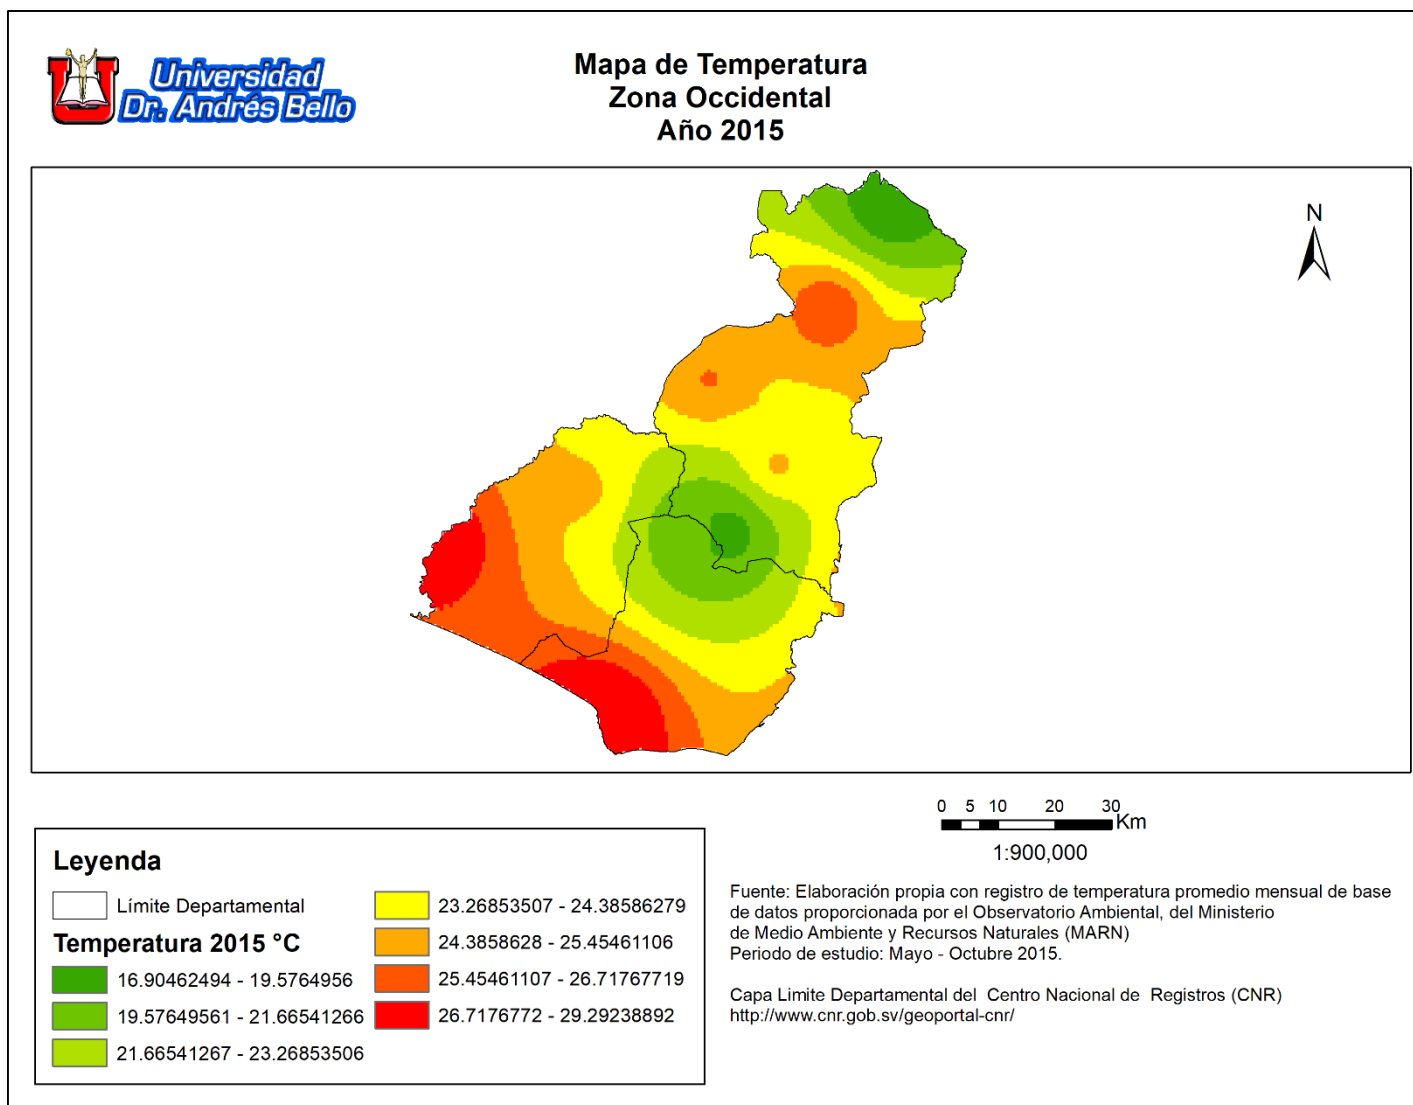 Universidad
Dr. Andrés Bello
Mapa de Temperatura
Zona Occidental
Año 2015
N
0 5 10 20 30
Km
1:900,000
Leyenda
Límite Departamental
Temperatura 2015 °C
16.90462494 - 19.5764956
19.57649561 - 21.66541266
21.66541267 - 23.26853506
23.26853507 - 24.38586279
24.3858628 - 25.45461106
25.45461107 - 26.71767719
26.7176772 - 29.29238892
Fuente: Elaboración propia con registro de temperatura promedio mensual de base
de datos proporcionada por el Observatorio Ambiental, del Ministerio
de Medio Ambiente y Recursos Naturales (MARN)
Periodo de estudio: Mayo - Octubre 2015.
Capa Limite Departamental del Centro Nacional de Registros (CNR)
http://www.cnr.gob.sv/geoportal-cnr/